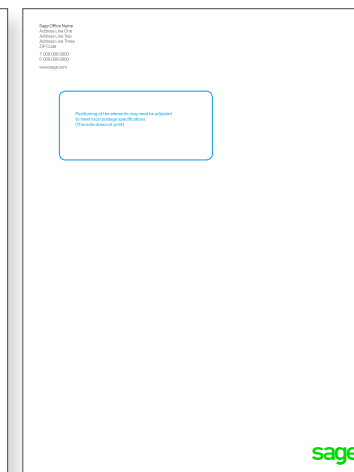 Sage Office Name
Address Line One
Address Line Two
Address Line Three
ZIP Code
T 000-000-0000
F 000-000-0000
www.sage.com
Positioning of the elements may need be adjusted
to meet local postage specifications
(This note does not print)
sage